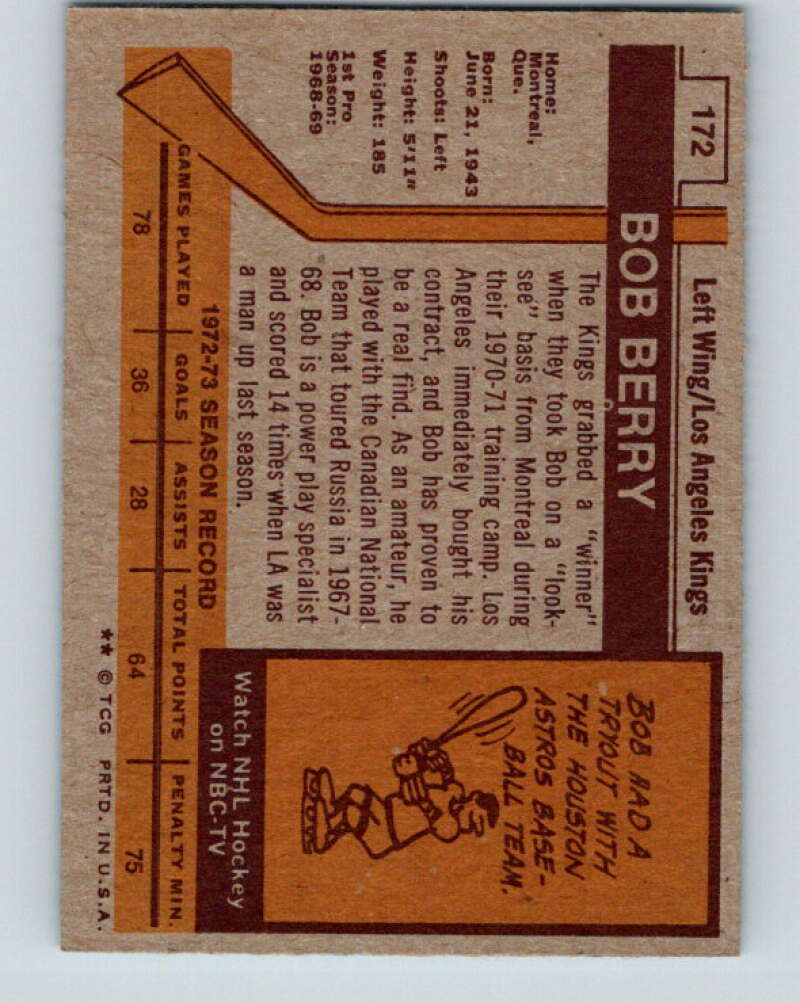 172
Left Wing/Los Angeles Kings
BOB BERRY
Home:
Montreal,
Que.
Born:
June 21, 1943
Shoots: Left
Height: 5'11"
Weight: 185
1st Pro
Season:
1968-69
The Kings grabbed a "winner"
when they took Bob on a "look-
see" basis from Montreal during
their 1970-71 training camp. Los
Angeles immediately bought his
contract, and Bob has proven to
be a real find. As an amateur, he
played with the Canadian National
Team that toured Russia in 1967-
68. Bob is a power play specialist
and scored 14 times when LA was
a man up last season.
BOB HAD A
TRYOUT WITH
THE HOUSTON
ASTROS BASE-
BALL TEAM.
Watch NHL Hockey
on NBC-TV
1972-73 SEASON RECORD
GAMES PLAYED GOALS ASSISTS TOTAL POINTS PENALTY MIN.
78 36 28 64 75
** © TCG PRTD. IN U.S.A.